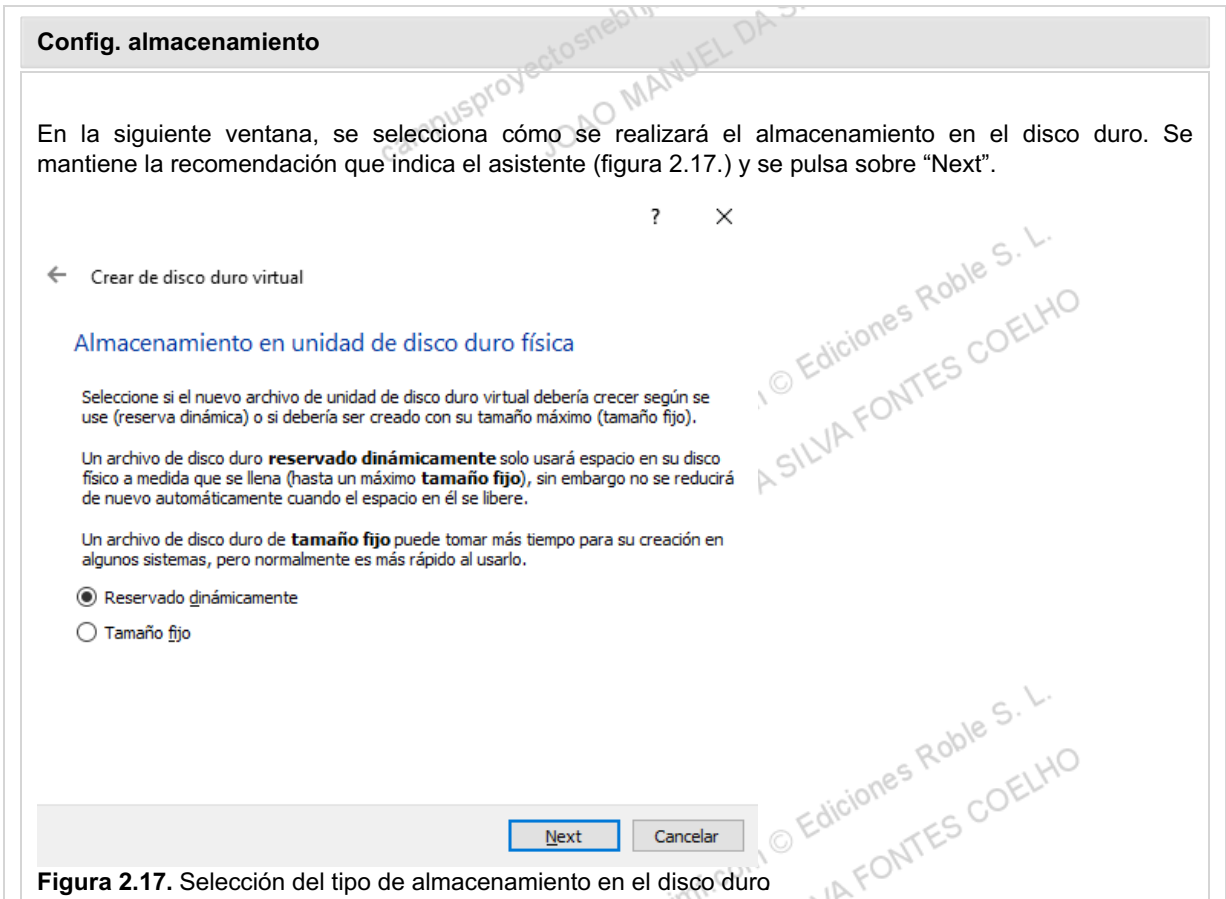 Config. almacenamiento
campusproyectosnebrij
JOAO MANUEL DA S
En la siguiente ventana, se selecciona cómo se realizará el almacenamiento en el disco duro. Se
mantiene la recomendación que indica el asistente (figura 2.17.) y se pulsa sobre “Next”.
? ×
← Crear de disco duro virtual
Almacenamiento en unidad de disco duro física
Seleccione si el nuevo archivo de unidad de disco duro virtual debería crecer según se
use (reserva dinámica) o si debería ser creado con su tamaño máximo (tamaño fijo).
Un archivo de disco duro reservado dinámicamente solo usará espacio en su disco
físico a medida que se llena (hasta un máximo tamaño fijo), sin embargo no se reducirá
de nuevo automáticamente cuando el espacio en él se libere.
Un archivo de disco duro de tamaño fijo puede tomar más tiempo para su creación en
algunos sistemas, pero normalmente es más rápido al usarlo.
Reservado dinámicamente
Tamaño fijo
© Ediciones Roble S. L.
A SILVA FONTES COELHO
Next Cancelar
© Ediciones Roble S. L.
VA FONTES COELHO
Figura 2.17. Selección del tipo de almacenamiento en el disco duro